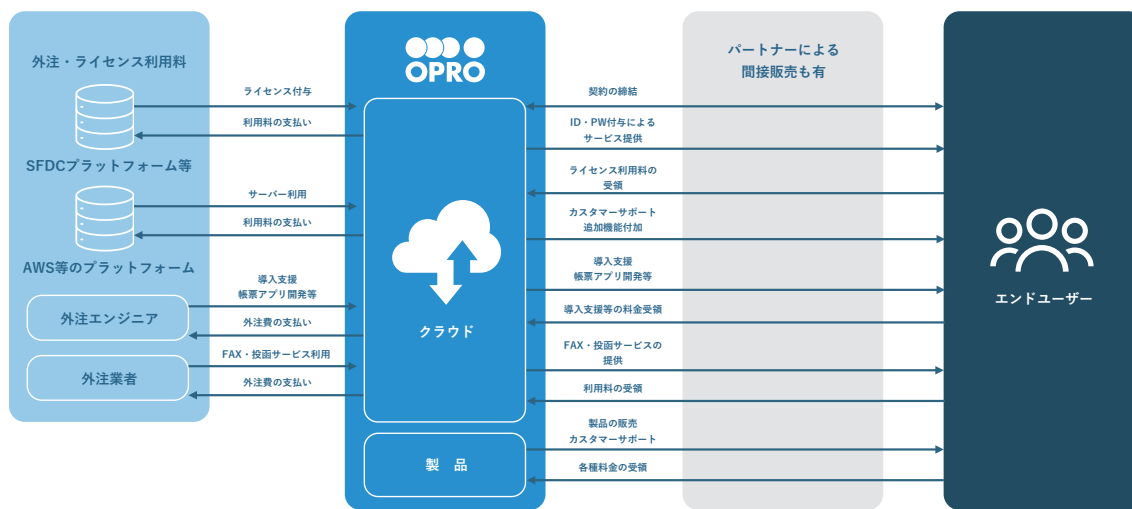 外注・ライセンス利用料
SFDCプラットフォーム等
AWS等のプラットフォーム
外注エンジニア
外注業者
ライセンス付与
利用料の支払い
サーバー利用
利用料の支払い
導入支援
帳票アプリ開発等
外注費の支払い
FAX・投函サービス利用
外注費の支払い
OPRO
クラウド
製 品
契約の締結
ID・PW付与による
サービス提供
ライセンス利用料の
受領
カスタマーサポート
追加機能付加
導入支援
帳票アプリ開発等
導入支援等の料金受領
FAX・投函サービスの
提供
利用料の受領
製品の販売
カスタマーサポート
各種料金の受領
パートナーによる
間接販売も有
エンドユーザー